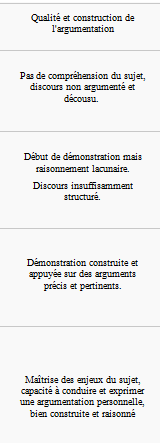 Qualité et construction de
l'argumentation
Pas de compréhension du sujet,
discours non argumenté et
décousu.
Début de démonstration mais
raisonnement lacunaire.
Discours insuffisamment
structuré.
Démonstration construite et
appuyée sur des arguments
précis et pertinents.
Maîtrise des enjeux du sujet,
capacité à conduire et exprimer
une argumentation personnelle,
bien construite et raisonné